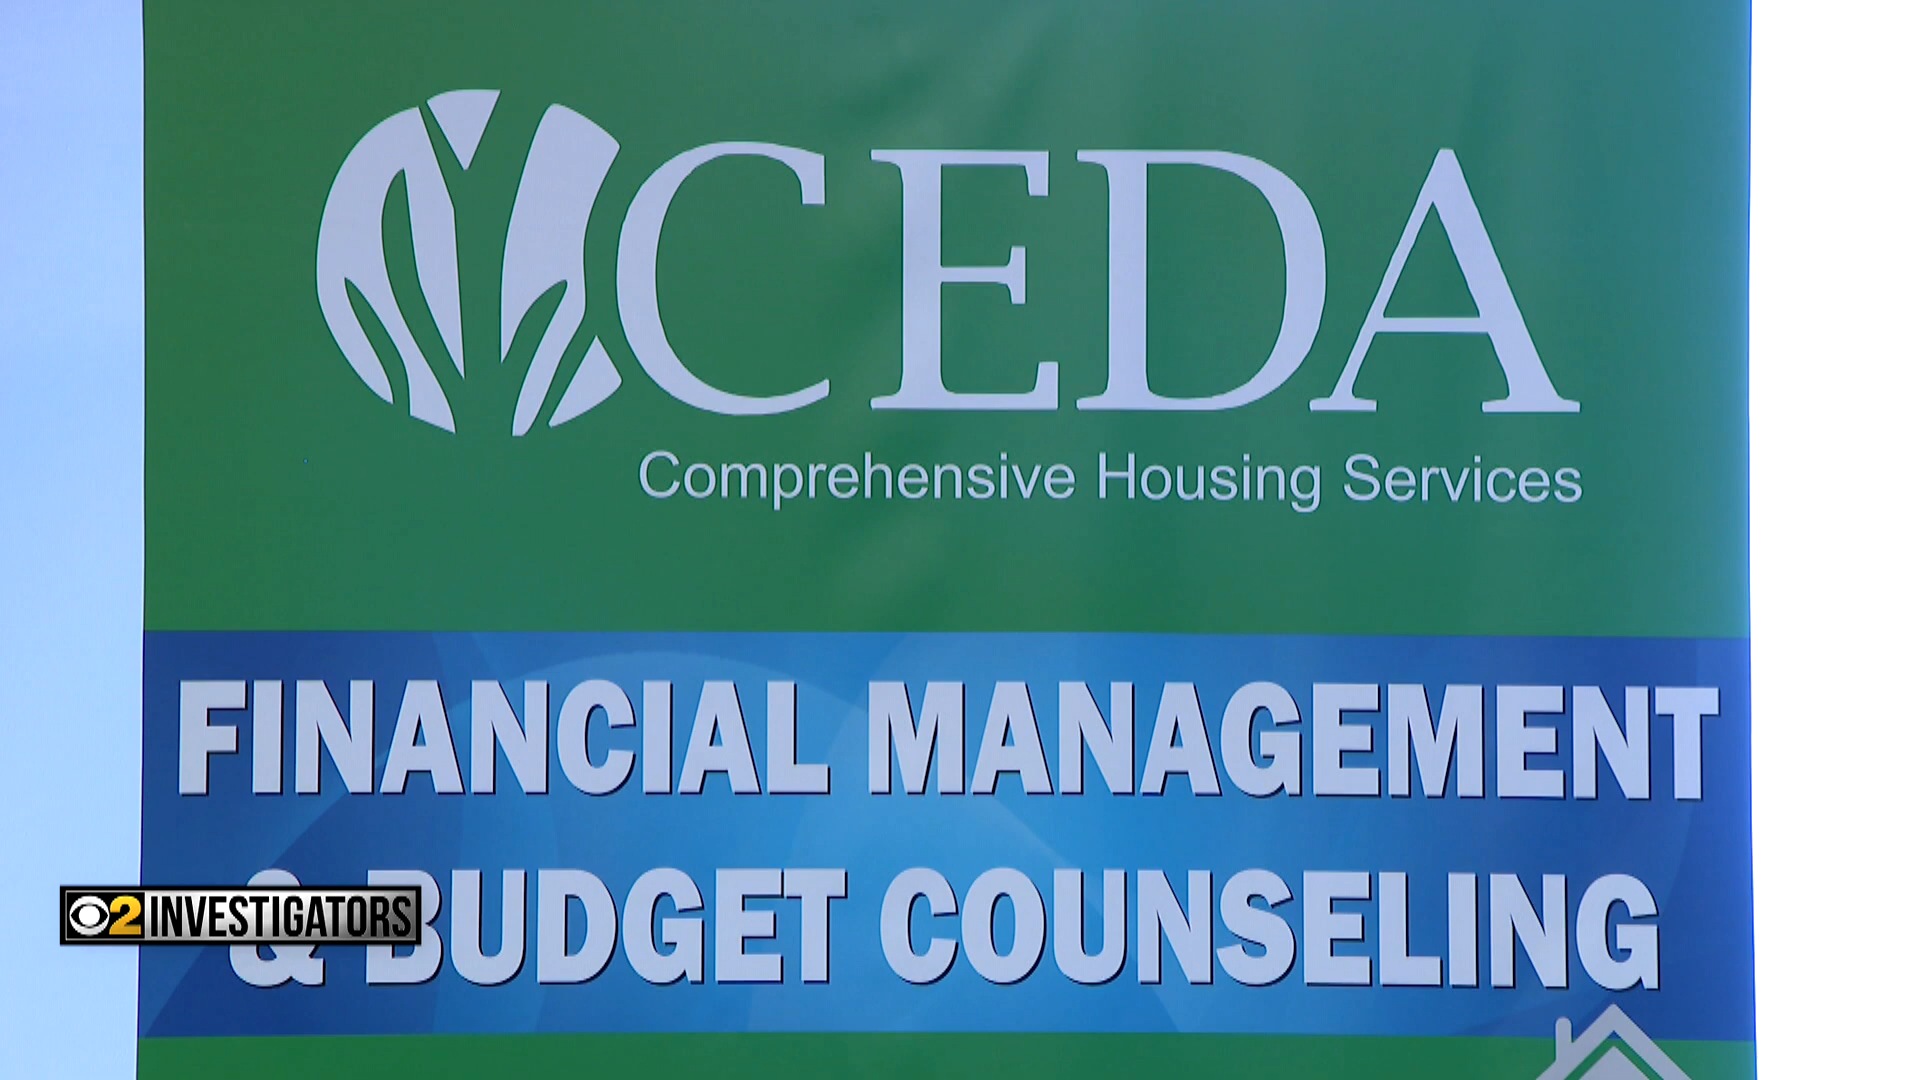 CEDA
Comprehensive Housing Services
FINANCIAL MANAGEMENT
& BUDGET COUNSELING
2 INVESTIGATORS